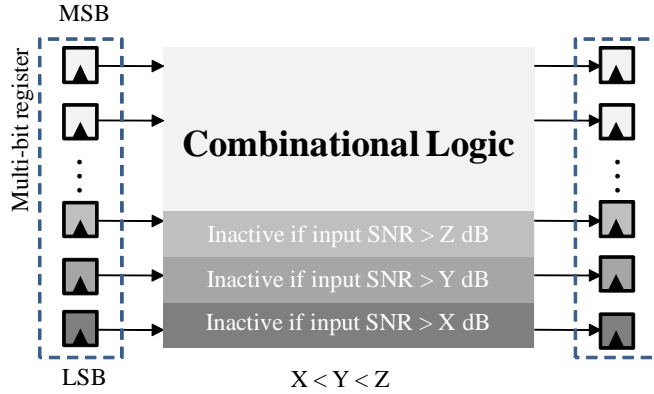 MSB
Multi-bit register
Combinational Logic
Inactive if input SNR > Z dB
Inactive if input SNR > Y dB
Inactive if input SNR > X dB
LSB
X < Y < Z